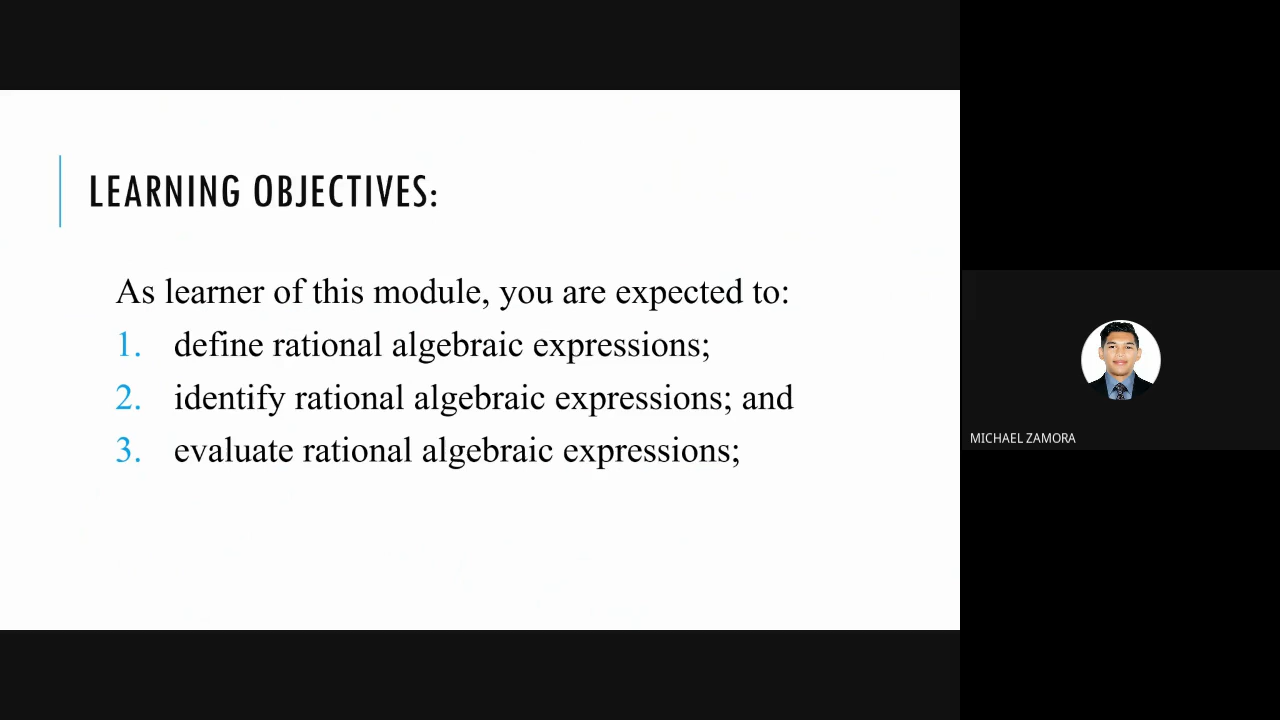 LEARNING OBJECTIVES:
As learner of this module, you are expected to:
1. define rational algebraic expressions;
2. identify rational algebraic expressions; and
3. evaluate rational algebraic expressions;
MICHAEL ZAMORA